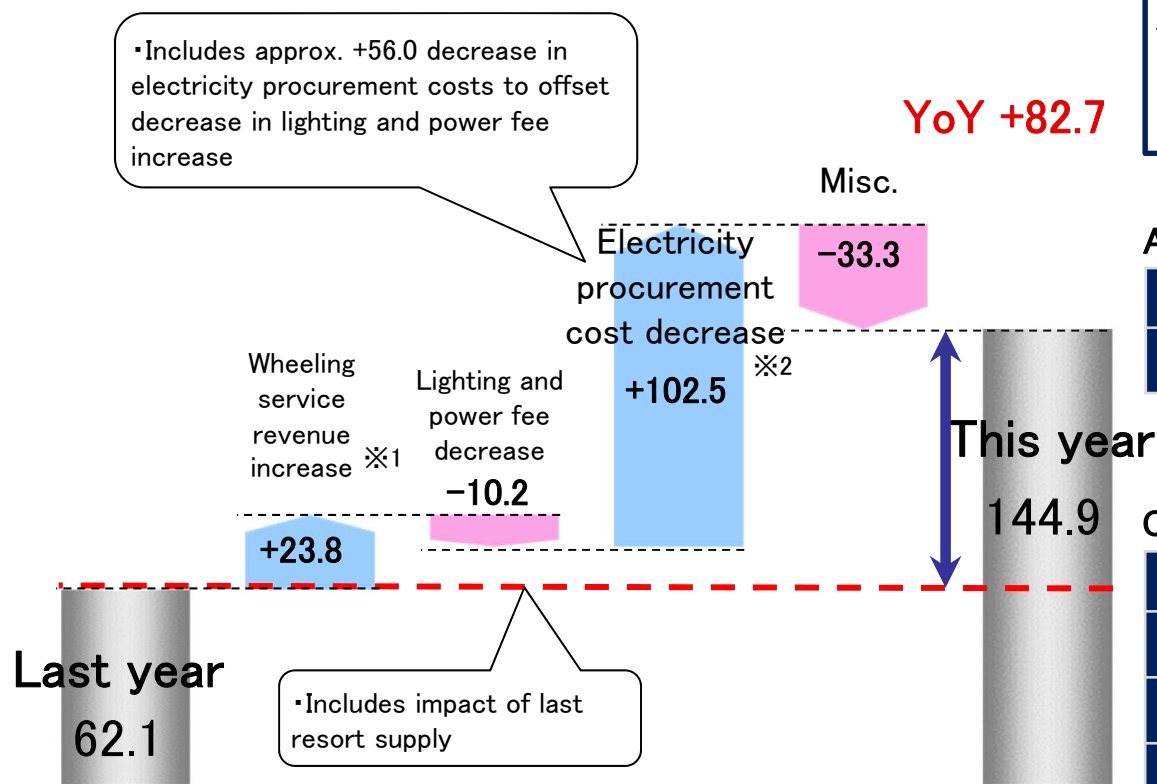 ・Includes approx. +56.0 decrease in
electricity procurement costs to offset
decrease in lighting and power fee
increase
YoY +82.7
Misc.
−33.3
Electricity
procurement
cost decrease
※2
+102.5
Wheeling
service
revenue
increase ※1
+23.8
Lighting and
power fee
decrease
−10.2
This year
144.9
Last year
62.1
・Includes impact of last
resort supply